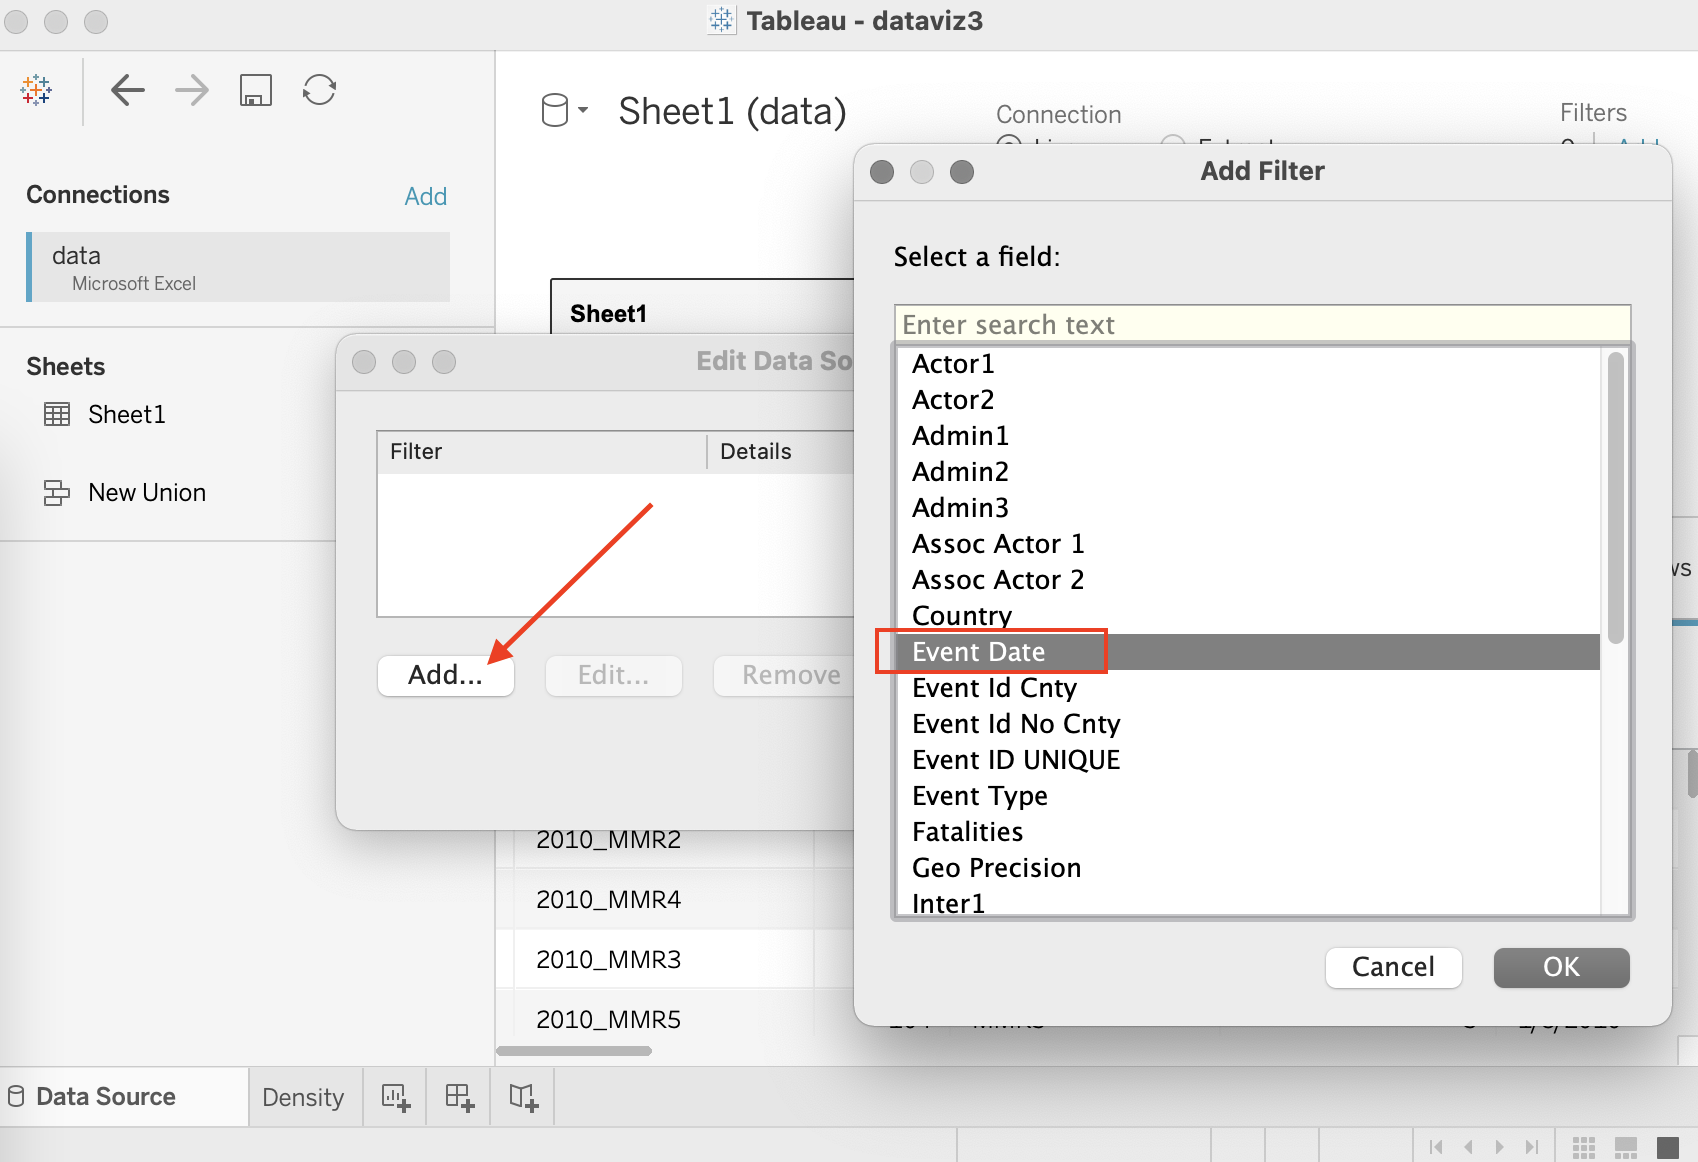 Tableau - dataviz3
Sheet1 (data)
Connection
Filters
Connections
Add
data
Microsoft Excel
Sheets
Sheet1
New Union
Sheet1
Edit Data So
Filter
Details
Add...
Edit...
Remove
Add Filter
Select a field:
Enter search text
Actor1
Actor2
Admin1
Admin2
Admin3
Assoc Actor 1
Assoc Actor 2
Country
Event Date
Event Id Cnty
Event Id No Cnty
Event ID UNIQUE
Event Type
Fatalities
Geo Precision
Inter1
Cancel
OK
2010_MMR2
2010_MMR4
2010_MMR3
2010_MMR5
Data Source
Density